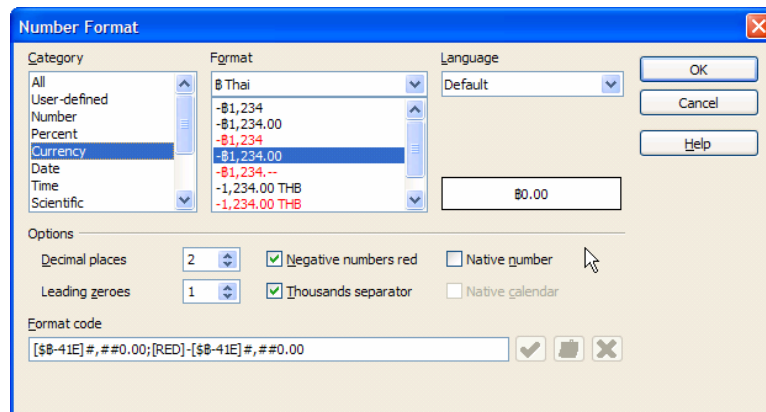 Number Format
Category
Format
Language
All
User-defined
Number
Percent
Currency
Date
Time
Scientific
฿ Thai
-฿1,234
-฿1,234.00
-฿1,234
-฿1,234.00
-฿1,234.--
-1,234.00 THB
-1,234.00 THB
Default
฿0.00
OK
Cancel
Help
Options
Decimal places 2 Negative numbers red Native number
Leading zeroes 1 Thousands separator Native calendar
Format code
[$฿-41E]#,##0.00;[RED]-[$฿-41E]#,##0.00